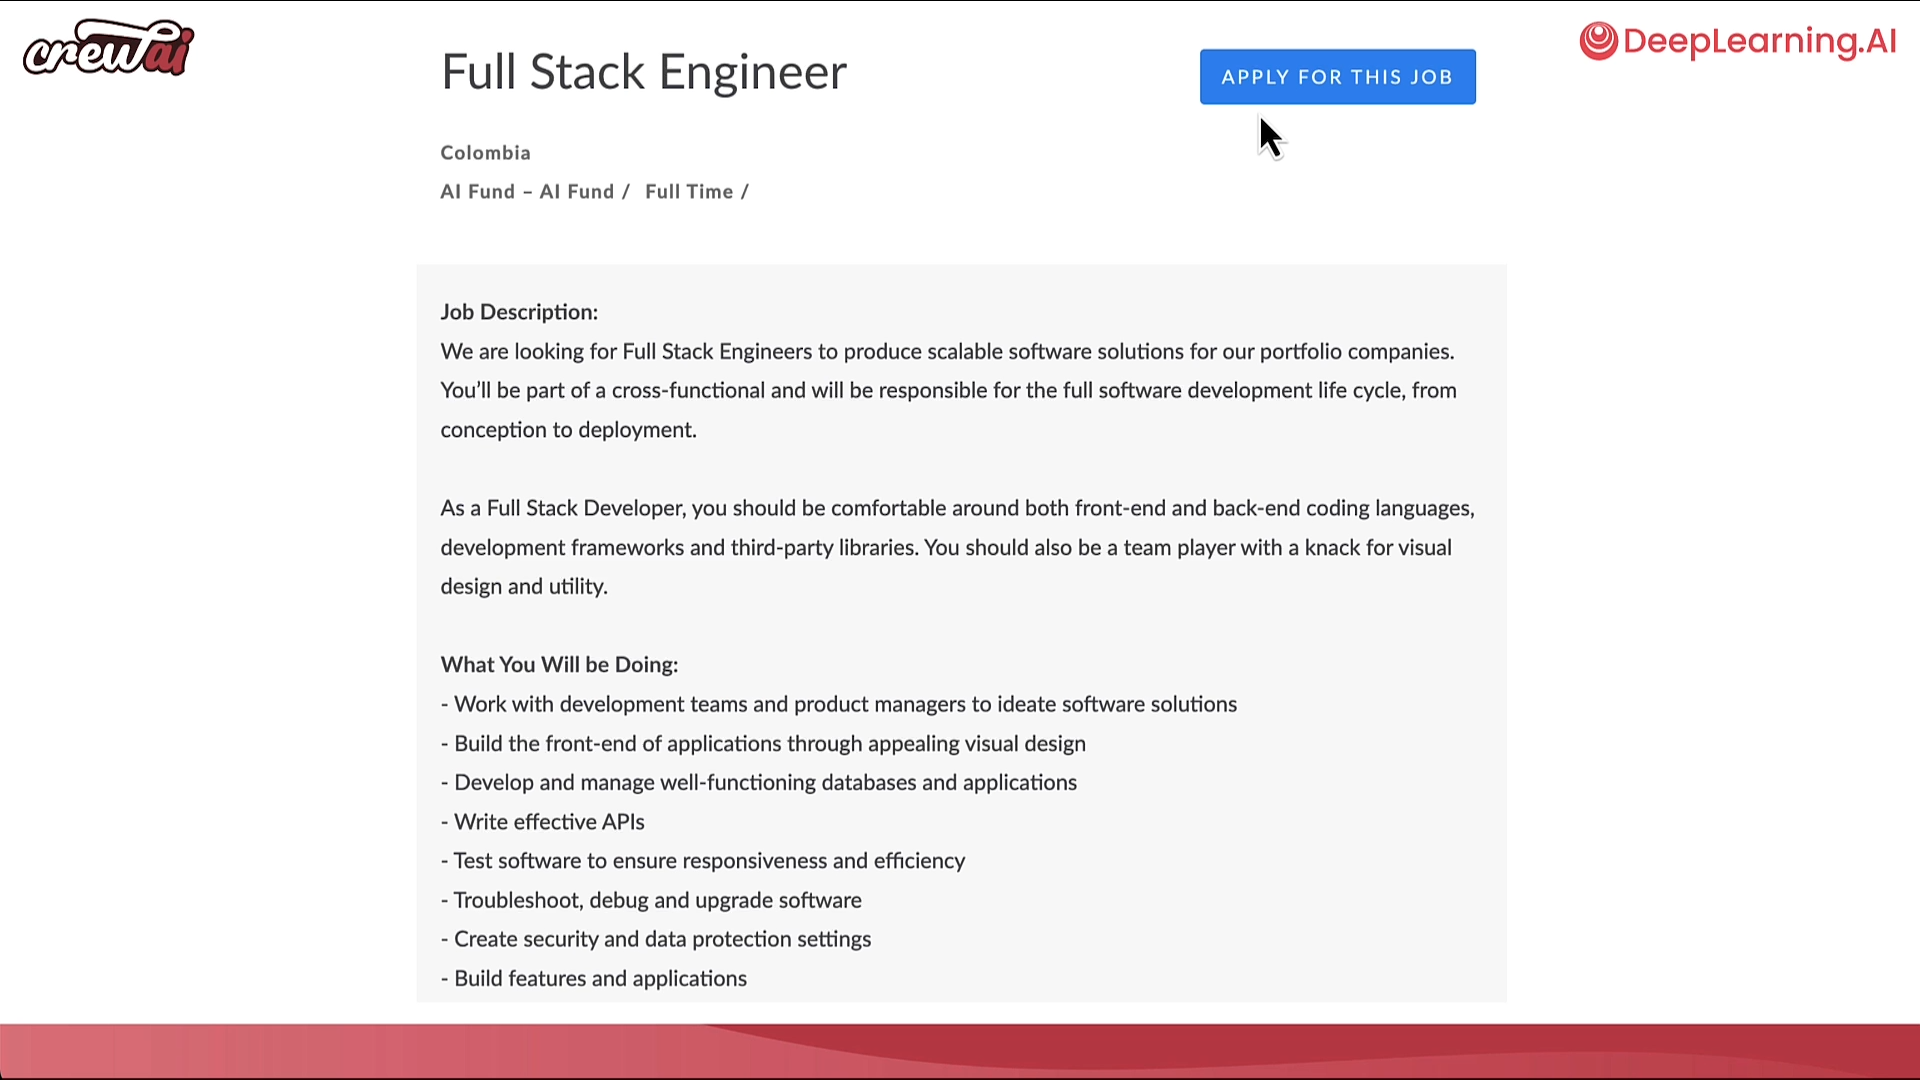 crewai
DeepLearning.AI
Full Stack Engineer
APPLY FOR THIS JOB
Colombia
AI Fund – AI Fund / Full Time /
Job Description:
We are looking for Full Stack Engineers to produce scalable software solutions for our portfolio companies.
You’ll be part of a cross-functional and will be responsible for the full software development life cycle, from
conception to deployment.
As a Full Stack Developer, you should be comfortable around both front-end and back-end coding languages,
development frameworks and third-party libraries. You should also be a team player with a knack for visual
design and utility.
What You Will be Doing:
- Work with development teams and product managers to ideate software solutions
- Build the front-end of applications through appealing visual design
- Develop and manage well-functioning databases and applications
- Write effective APIs
- Test software to ensure responsiveness and efficiency
- Troubleshoot, debug and upgrade software
- Create security and data protection settings
- Build features and applications